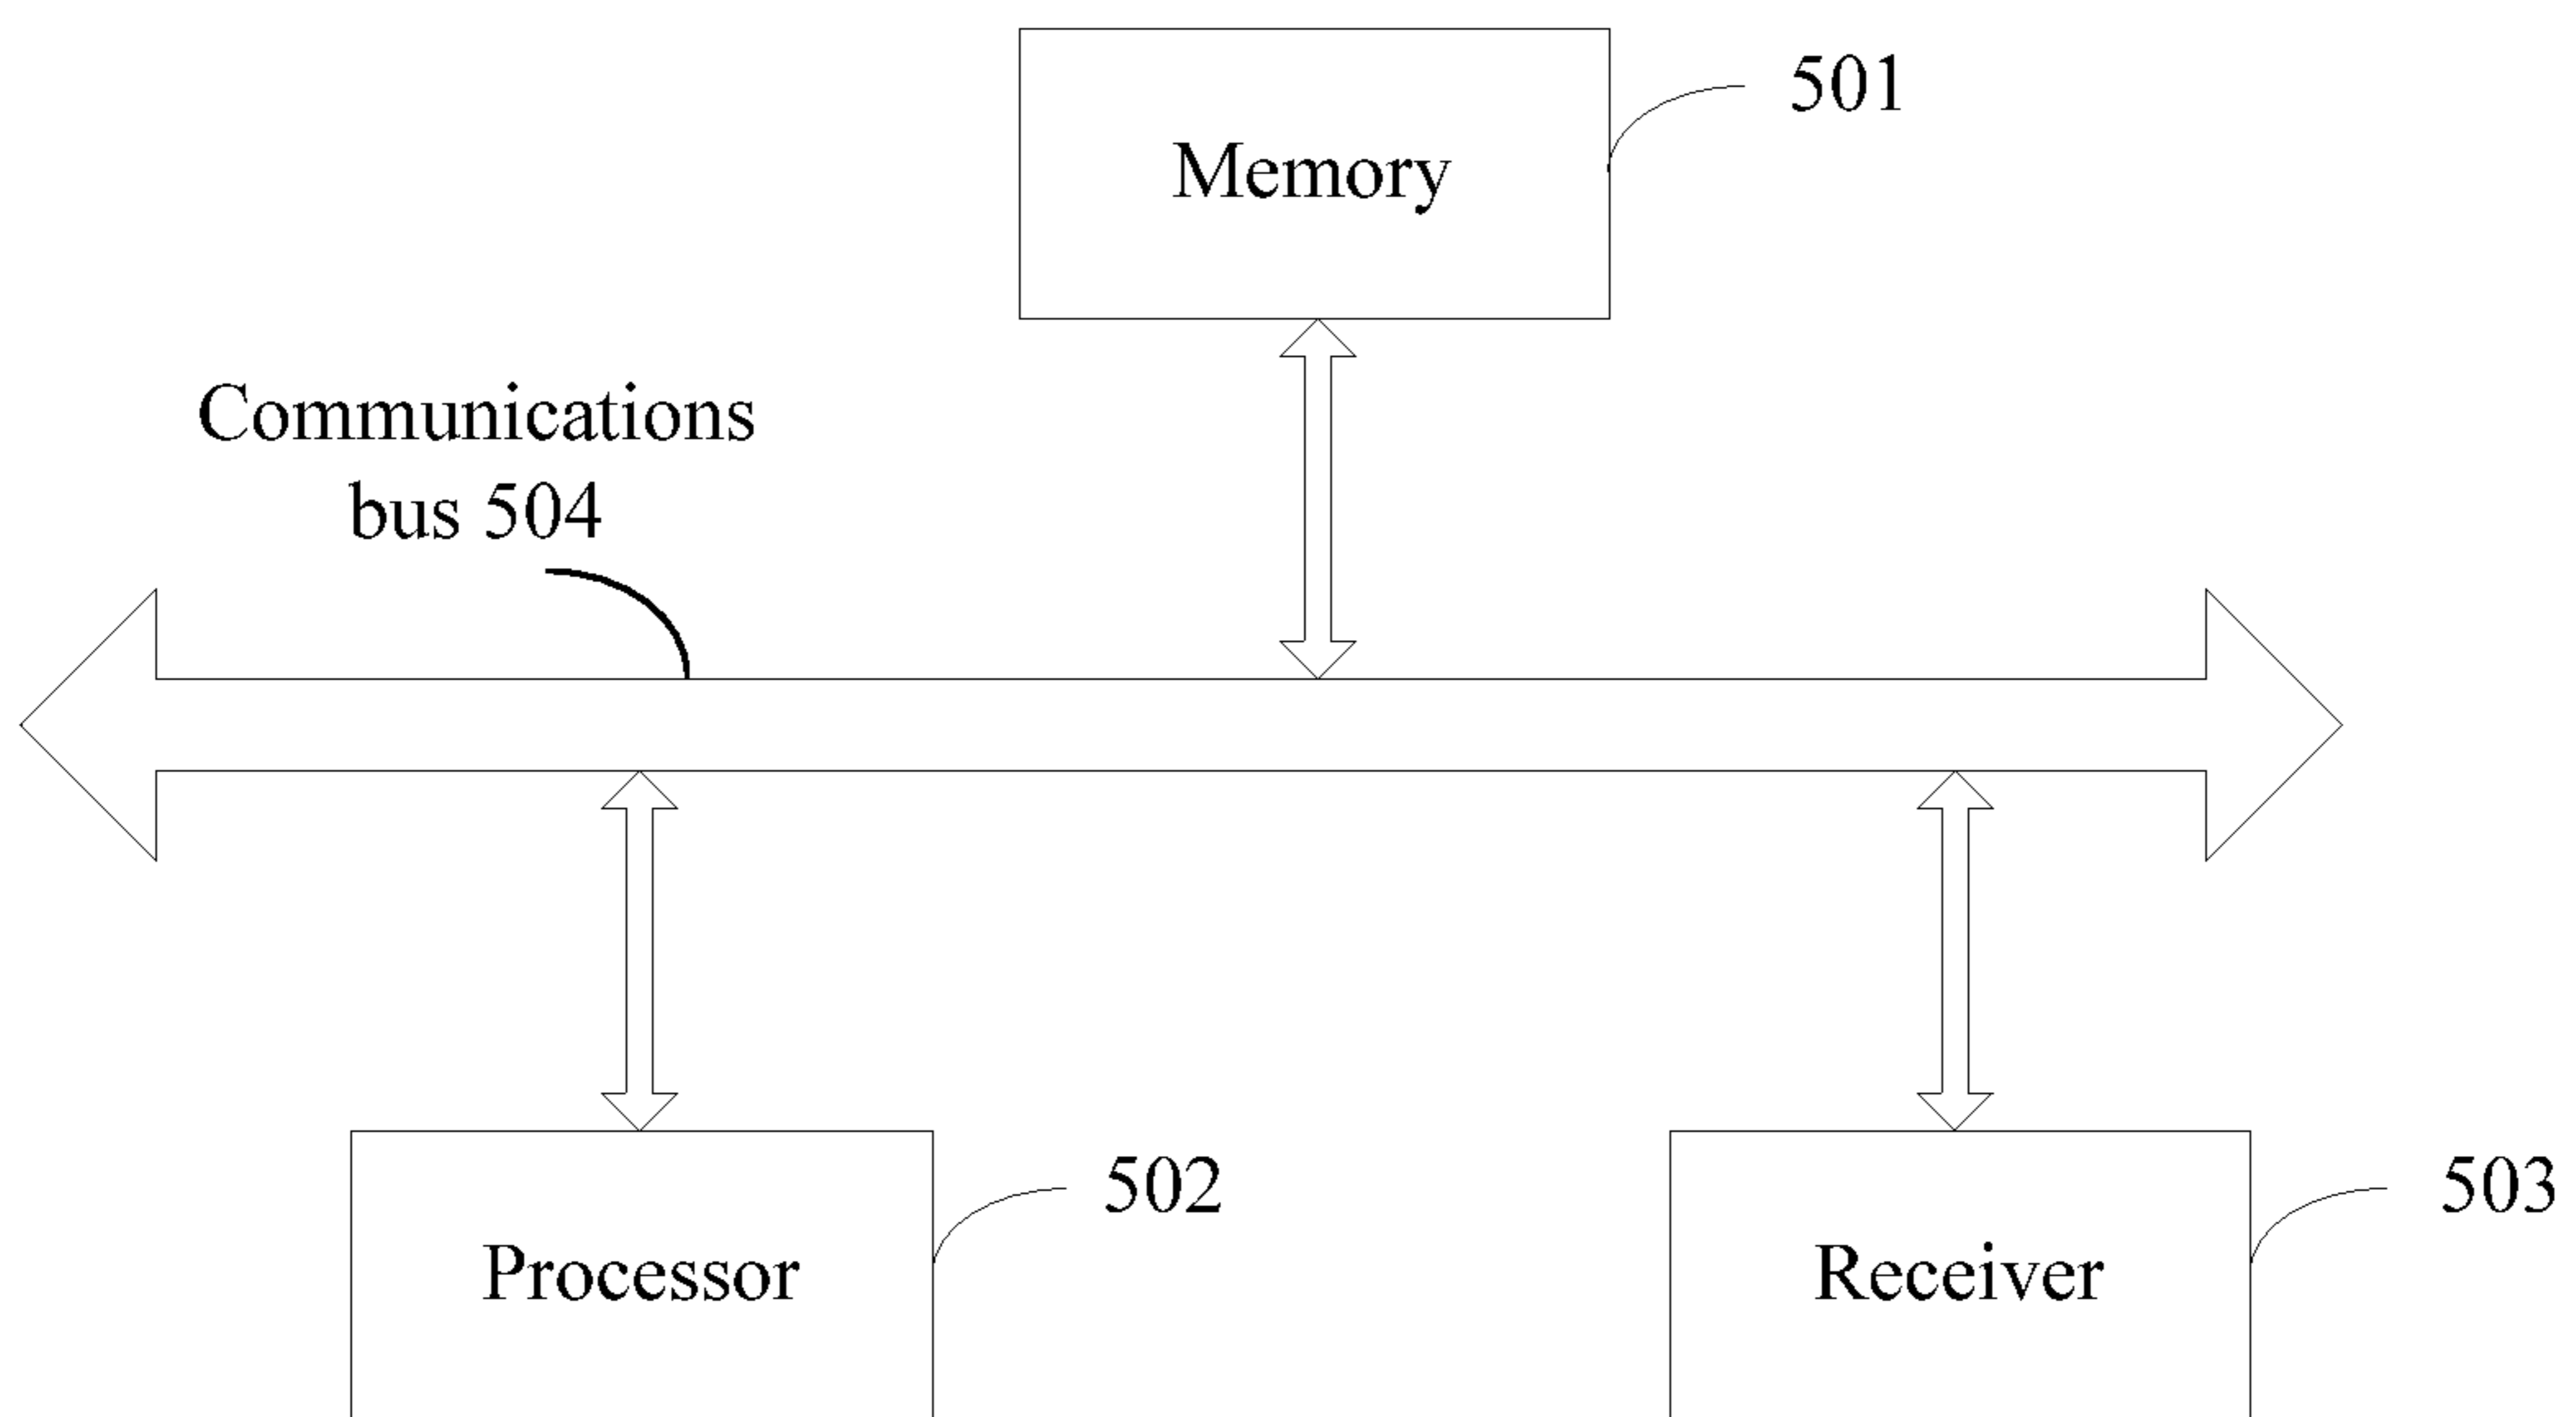 501
Memory
Communications
bus 504
502
503
Processor
Receiver